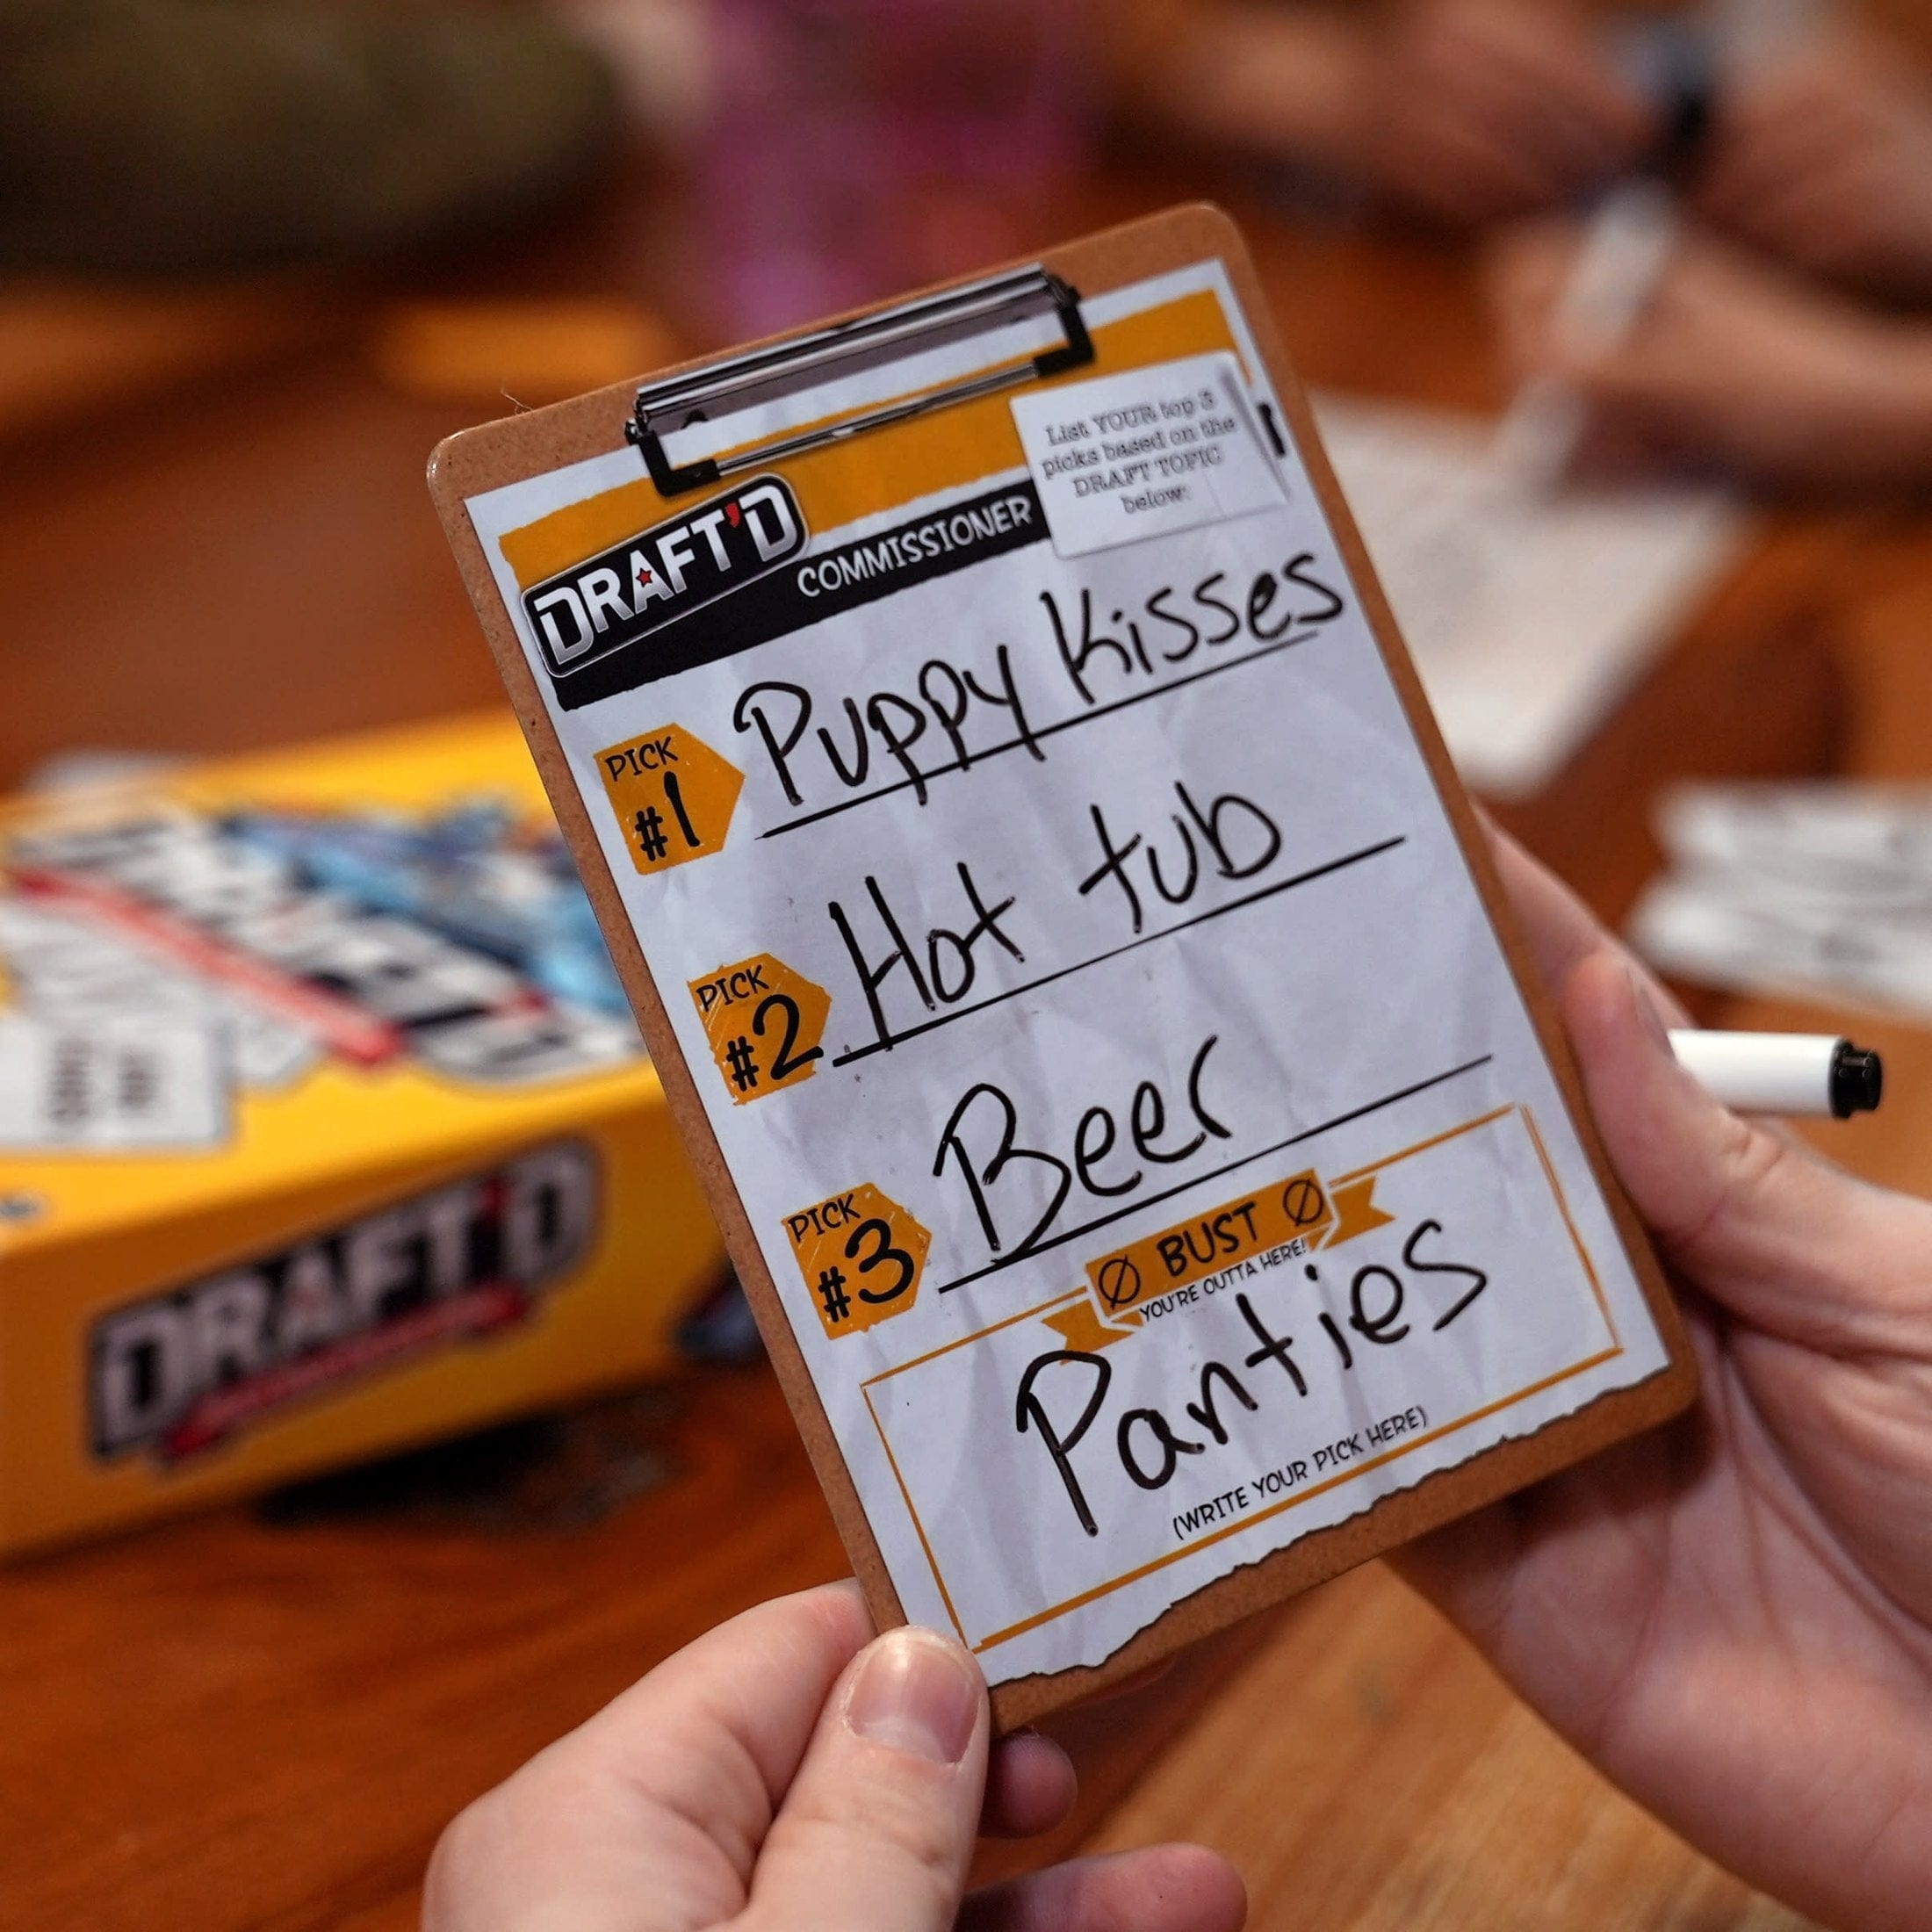 List YOUR top 3
picks based on the
DRAFT TOPIC
below:
DRAFT'D
COMMISSIONER
PICK #1
Puppy Kisses
PICK #2
Hot tub
PICK #3
Beer
BUST
YOU'RE OUTTA HERE!
Panties
(WRITE YOUR PICK HERE)
DRAFT'D